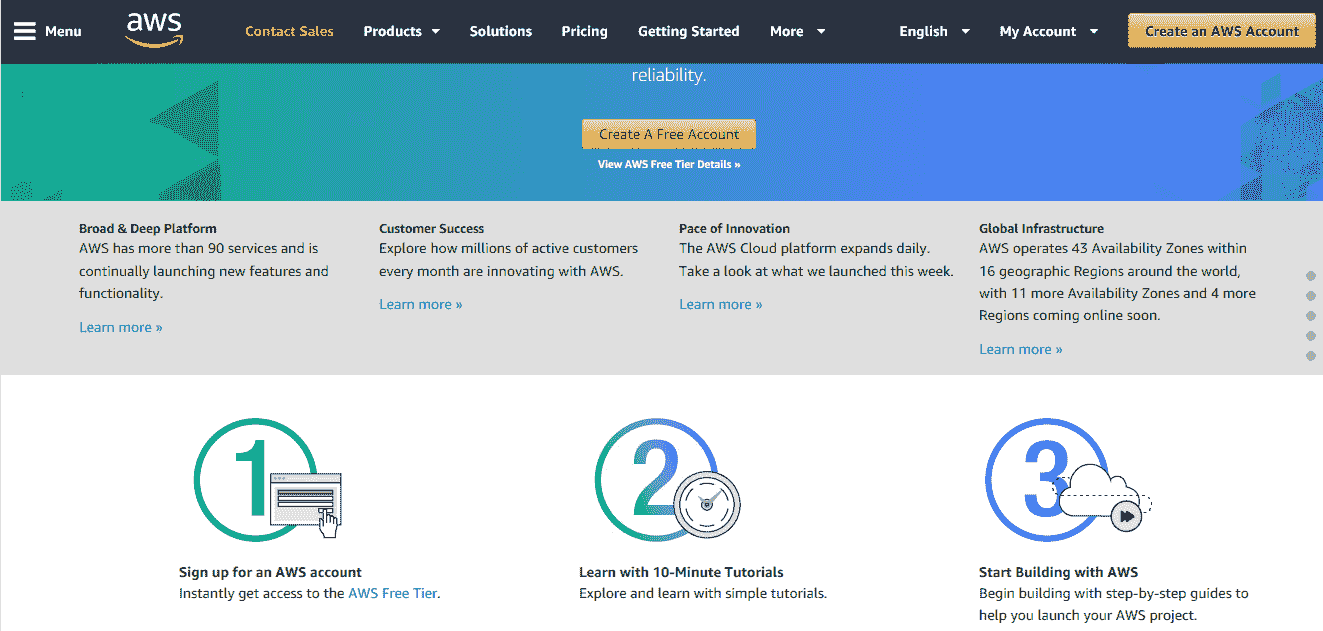 Menu
aws
Contact Sales
Products
Solutions
Pricing
Getting Started
More
English
My Account
Create an AWS Account
reliability.
Create A Free Account
View AWS Free Tier Details »
Broad & Deep Platform
AWS has more than 90 services and is
continually launching new features and
functionality.
Learn more »
Customer Success
Explore how millions of active customers
every month are innovating with AWS.
Learn more »
Pace of Innovation
The AWS Cloud platform expands daily.
Take a look at what we launched this week.
Learn more »
Global Infrastructure
AWS operates 43 Availability Zones within
16 geographic Regions around the world,
with 11 more Availability Zones and 4 more
Regions coming online soon.
Learn more »
1
Sign up for an AWS account
Instantly get access to the AWS Free Tier.
2
Learn with 10-Minute Tutorials
Explore and learn with simple tutorials.
3
Start Building with AWS
Begin building with step-by-step guides to
help you launch your AWS project.